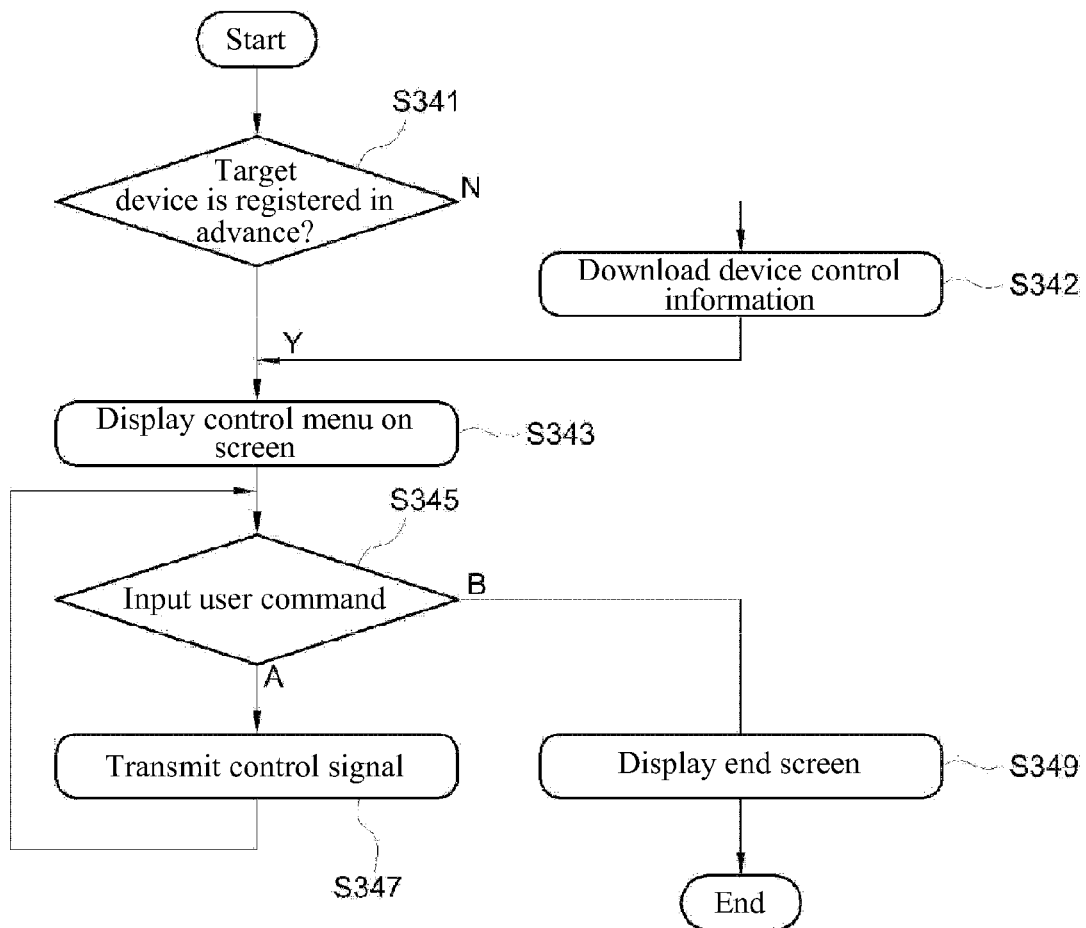 Start
S341
Target
device is registered in
advance?
N
Download device control
information
S342
Y
Display control menu on
screen
S343
S345
Input user command
B
A
Transmit control signal
Display end screen
S349
S347
End